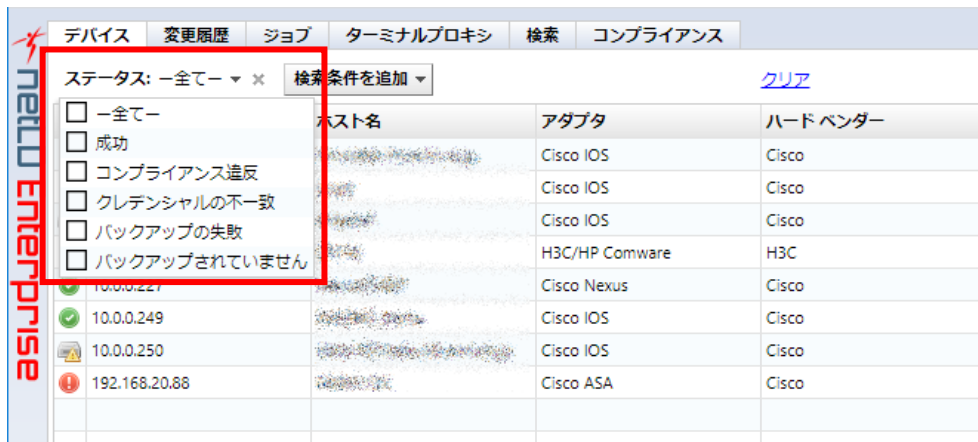 デバイス 変更履歴 ジョブ ターミナルプロキシ 検索 コンプライアンス
ステータス: −全て− 検索条件を追加 クリア
−全て−
成功
コンプライアンス違反
クレデンシャルの不一致
バックアップの失敗
バックアップされていません
ホスト名 アダプタ ハード ベンダー
Cisco IOS Cisco
Cisco IOS Cisco
Cisco IOS Cisco
H3C/HP Comware H3C
10.0.0.227 Cisco Nexus Cisco
10.0.0.249 Cisco IOS Cisco
10.0.0.250 Cisco IOS Cisco
192.168.20.88 Cisco ASA Cisco
netLD Enterprise